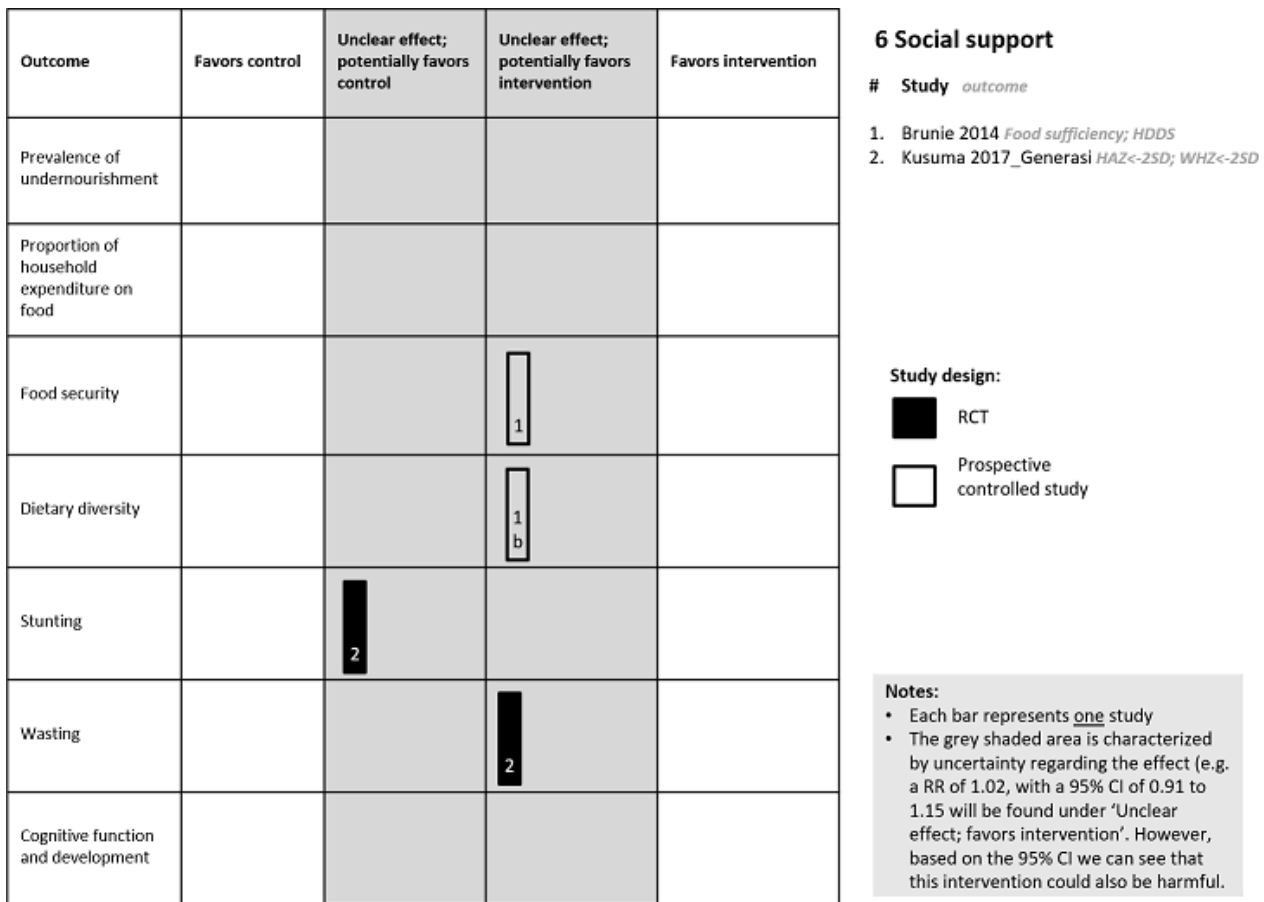 Outcome
Favors control
Unclear effect;
potentially favors
control
Unclear effect;
potentially favors
intervention
Favors intervention
Prevalence of
undernourishment
Proportion of
household
expenditure on
food
Food security
1
Dietary diversity
1
b
Stunting
2
Wasting
2
Cognitive function
and development
6 Social support
# Study outcome
1. Brunie 2014 Food sufficiency; HDDS
2. Kusuma 2017_Generasi HAZ<-2SD; WHZ<-2SD
Study design:
RCT
Prospective
controlled study
Notes:
• Each bar represents one study
• The grey shaded area is characterized
by uncertainty regarding the effect (e.g.
a RR of 1.02, with a 95% CI of 0.91 to
1.15 will be found under ‘Unclear
effect; favors intervention’. However,
based on the 95% CI we can see that
this intervention could also be harmful.